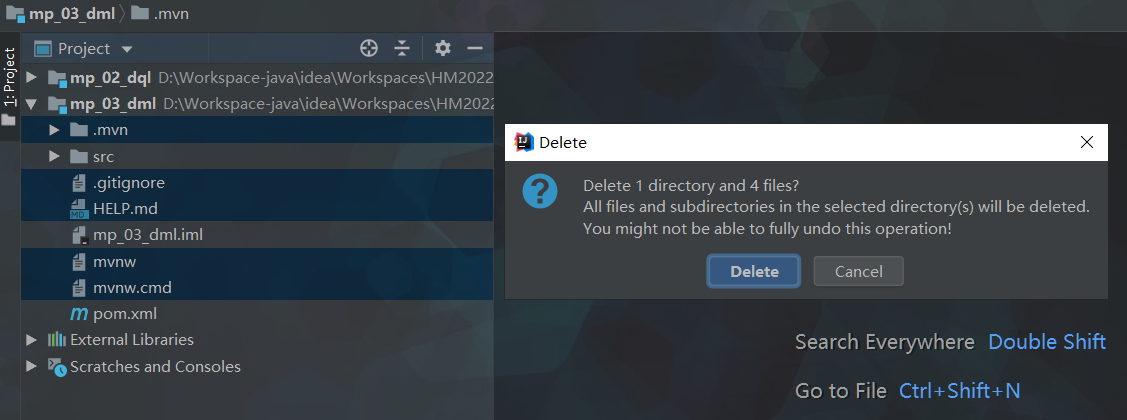 mp_03_dml .mvn
Project
1: Project
mp_02_dql D:\Workspace-java\idea\Workspaces\HM2022
mp_03_dml D:\Workspace-java\idea\Workspaces\HM2022
.mvn
src
.gitignore
MD HELP.md
mp_03_dml.iml
mvnw
mvnw.cmd
m pom.xml
External Libraries
Scratches and Consoles
IJ Delete
Delete 1 directory and 4 files?
All files and subdirectories in the selected directory(s) will be deleted.
You might not be able to fully undo this operation!
Delete Cancel
Search Everywhere Double Shift
Go to File Ctrl+Shift+N